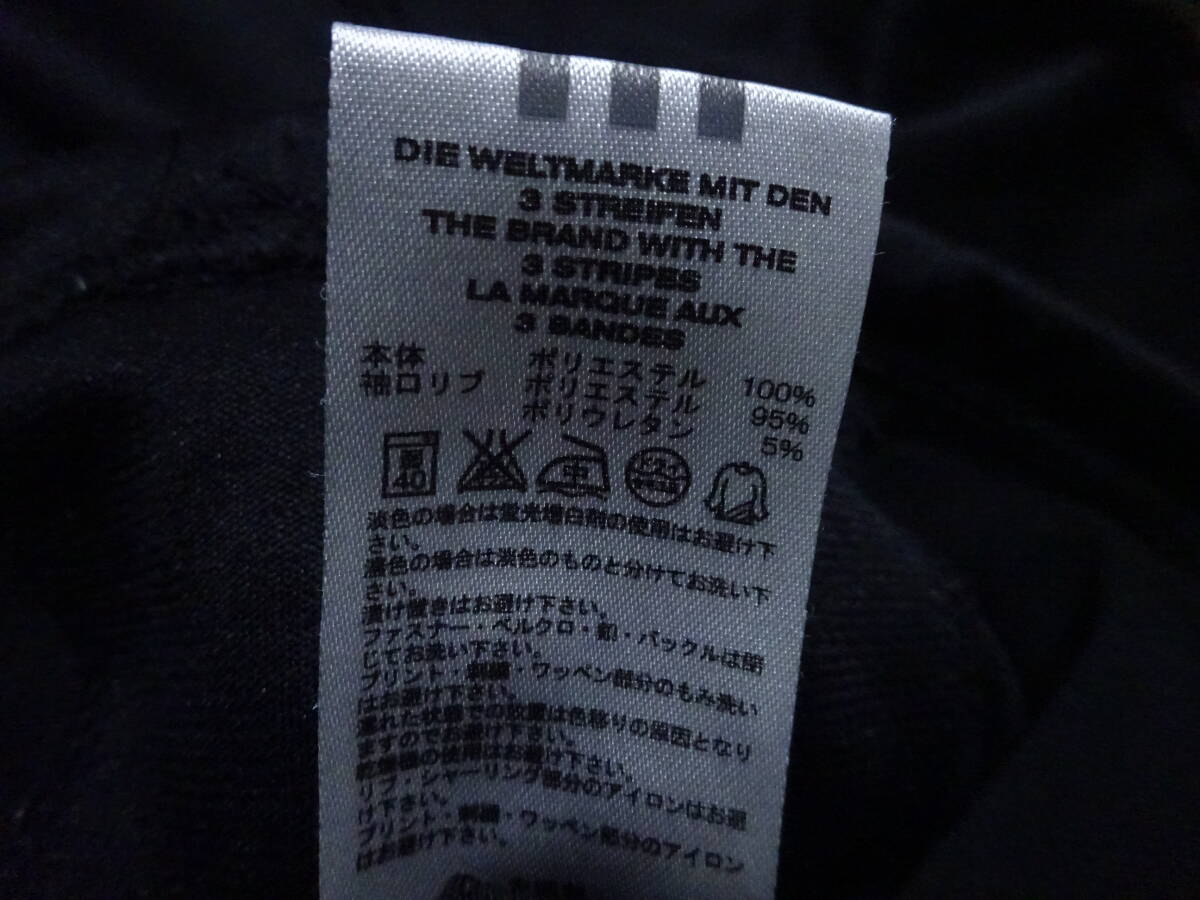 DIE WELTMARKE MIT DEN
3 STREIFEN
THE BRAND WITH THE
3 STRIPES
LA MARQUE AUX
3 BANDES
本体 ポリエステル 100%
袖口リブ ポリエステル 95%
ポリウレタン 5%
40 中
淡色の場合は蛍光増白剤の使用はお避け下
さい。
濃色の場合は淡色のものと分けてお洗い下
さい。
漬け置きはお避け下さい。
ファスナー・ベルクロ・釦・バックルは閉
じてお洗い下さい。
プリント・刺繍・ワッペン部分のもみ洗い
はお避け下さい。
濡れた状態での放置は色移りの原因となり
ますのでお避け下さい。
乾燥機の使用はお避け下さい。
リブ・シャーリング部分のアイロンはお避
け下さい。
プリント・刺繍・ワッペン部分のアイロン
はお避け下さい。